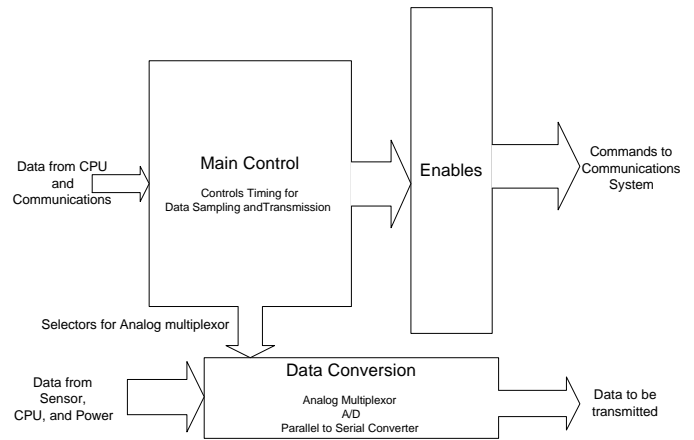 Data from CPU
and
Communications
Main Control
Controls Timing for
Data Sampling andTransmission
Enables
Commands to
Communications
System
Selectors for Analog multiplexor
Data from
Sensor,
CPU, and Power
Data Conversion
Analog Multiplexor
A/D
Parallel to Serial Converter
Data to be
transmitted